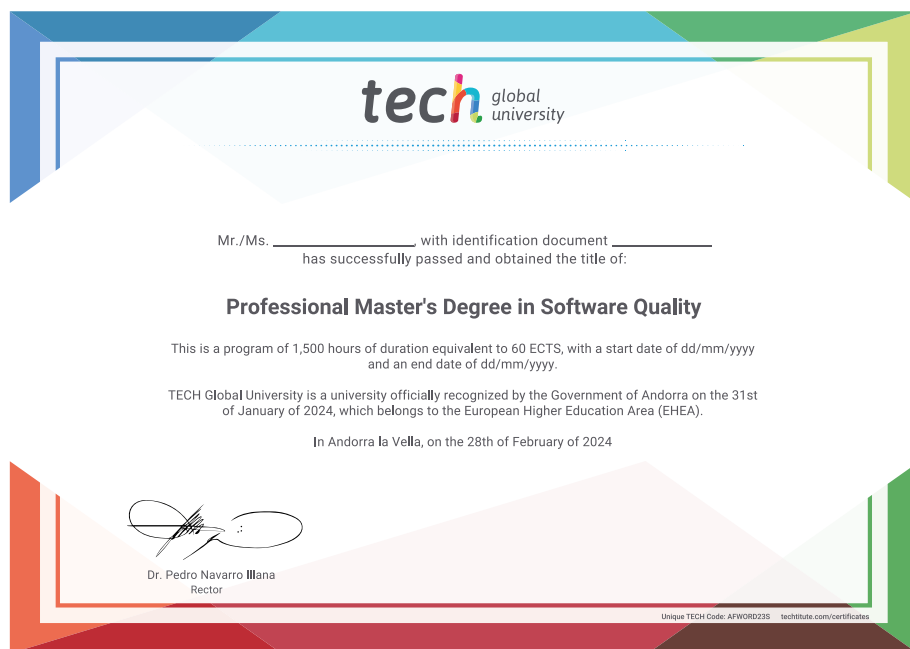 tech global university
Mr./Ms. ____________, with identification document ____________
has successfully passed and obtained the title of:
Professional Master's Degree in Software Quality
This is a program of 1,500 hours of duration equivalent to 60 ECTS, with a start date of dd/mm/yyyy
and an end date of dd/mm/yyyy.
TECH Global University is a university officially recognized by the Government of Andorra on the 31st
of January of 2024, which belongs to the European Higher Education Area (EHEA).
In Andorra la Vella, on the 28th of February of 2024
Dr. Pedro Navarro Illana
Rector
Unique TECH Code: AFWORD23S techtitute.com/certificates